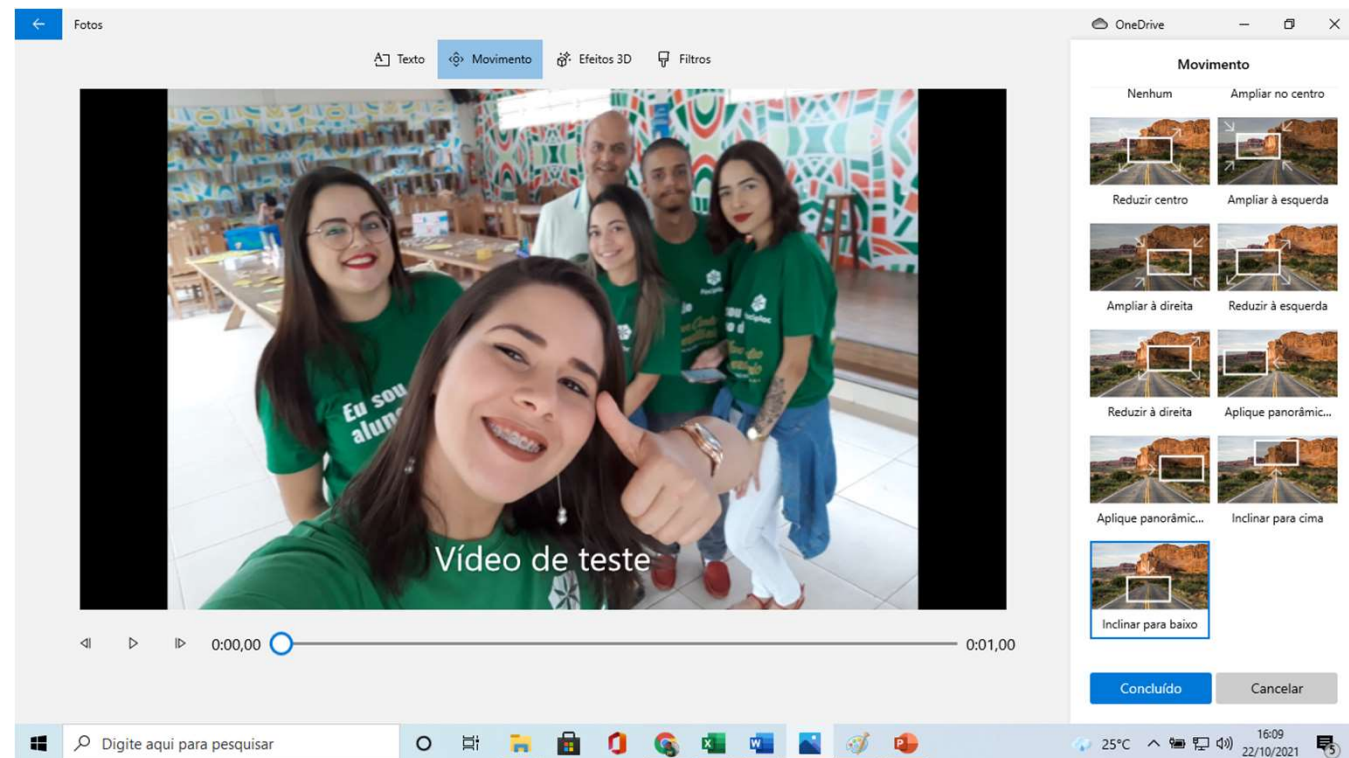 Fotos
OneDrive
Texto
Movimento
Efeitos 3D
Filtros
Movimento
Nenhum
Ampliar no centro
Reduzir centro
Ampliar à esquerda
Ampliar à direita
Reduzir à esquerda
Reduzir à direita
Aplique panorâmic...
Aplique panorâmic...
Inclinar para cima
Inclinar para baixo
Eu sou
alun
Vídeo de teste
0:00,00
0:01,00
Concluído
Cancelar
Digite aqui para pesquisar
25°C
16:09
22/10/2021
5